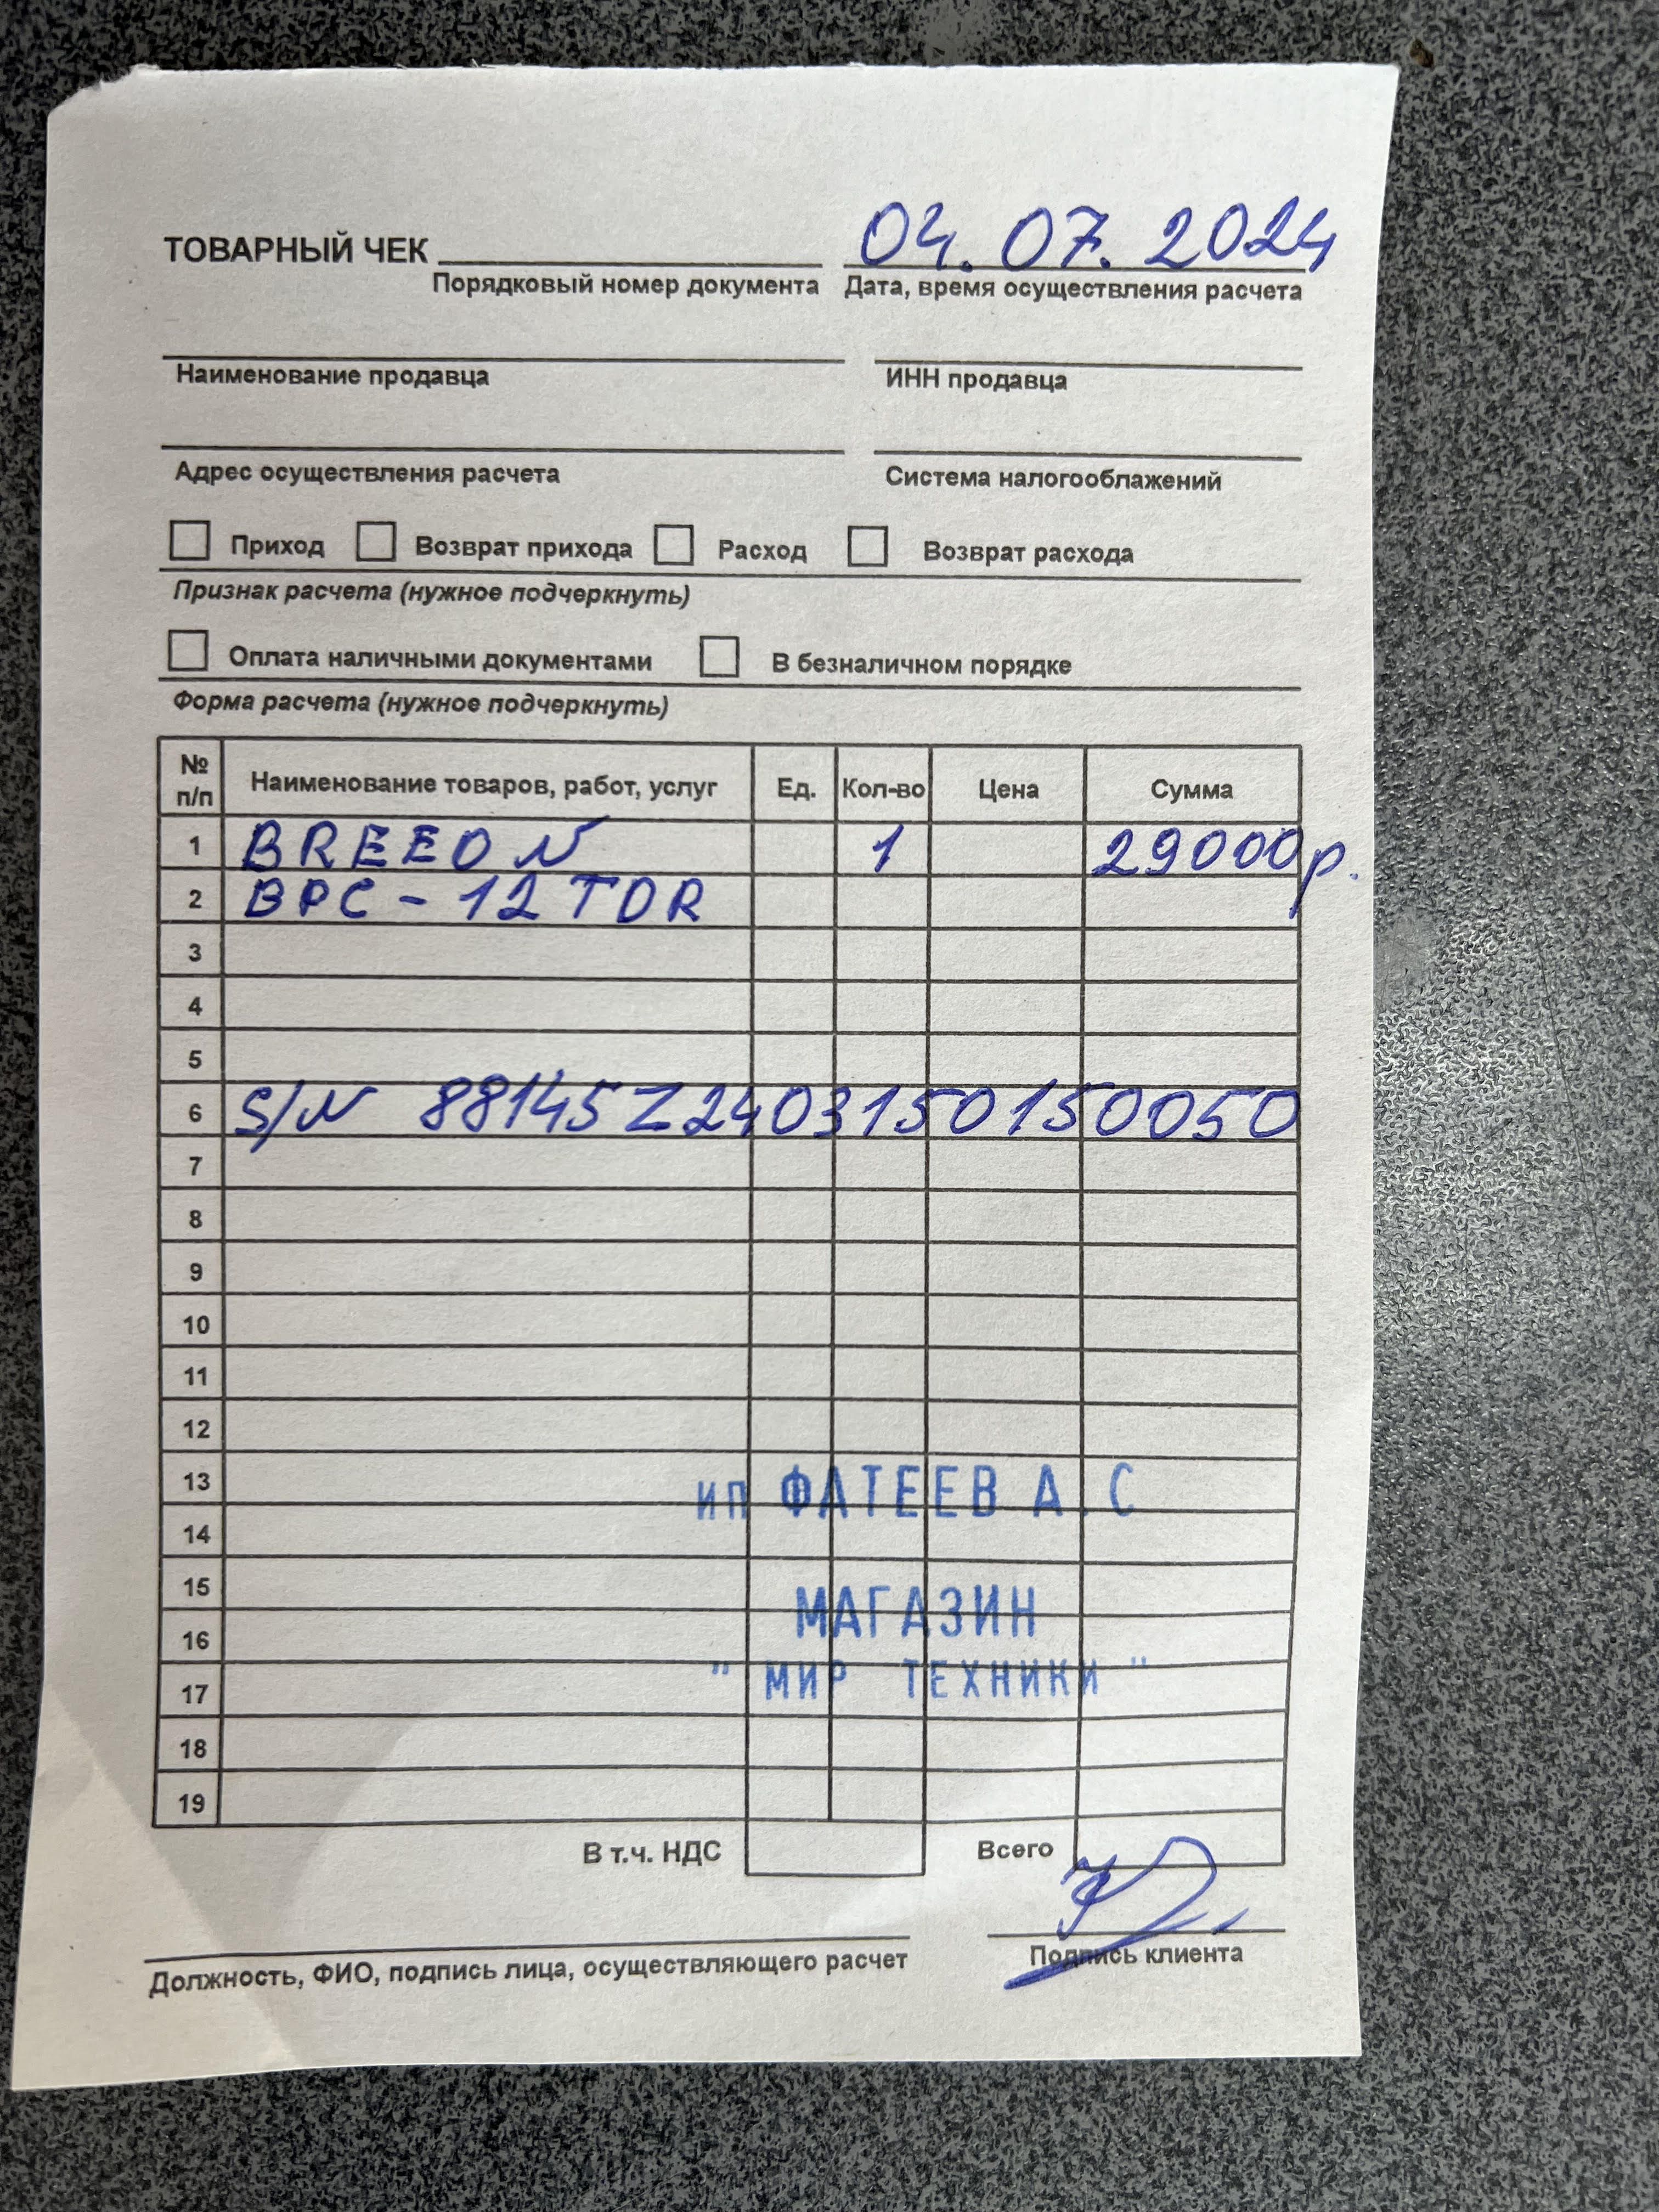 ТОВАРНЫЙ ЧЕК 04.07.2024
Порядковый номер документа Дата, время осуществления расчета
Наименование продавца ИНН продавца
Адрес осуществления расчета Система налогооблажений
Приход Возврат прихода Расход Возврат расхода
Признак расчета (нужное подчеркнуть)
Оплата наличными документами В безналичном порядке
Форма расчета (нужное подчеркнуть)
№ п/п Наименование товаров, работ, услуг Ед. Кол-во Цена Сумма
1 BREEON 1 29000р.
2 BPC-12TDR
3
4
5
6 S/N 88145Z2403150150050
7
8
9
10
11
12
13 ИП ФАТЕЕВ А.С
14
15 МАГАЗИН
16
17 " МИР ТЕХНИКИ "
18
19
В т.ч. НДС Всего
Должность, ФИО, подпись лица, осуществляющего расчет Подпись клиента